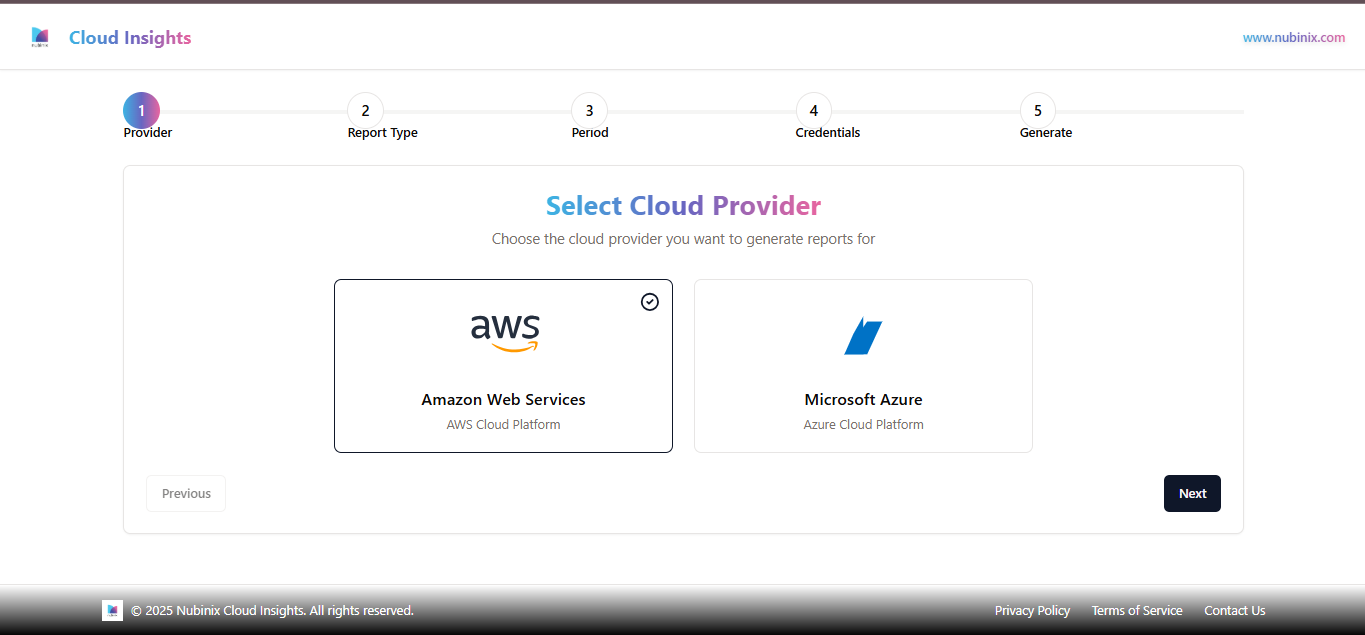 Cloud Insights
www.nubinix.com
1
2
3
4
5
Provider
Report Type
Period
Credentials
Generate
Select Cloud Provider
Choose the cloud provider you want to generate reports for
aws
Amazon Web Services
AWS Cloud Platform
Microsoft Azure
Azure Cloud Platform
Previous
Next
© 2025 Nubinix Cloud Insights. All rights reserved.
Privacy Policy
Terms of Service
Contact Us